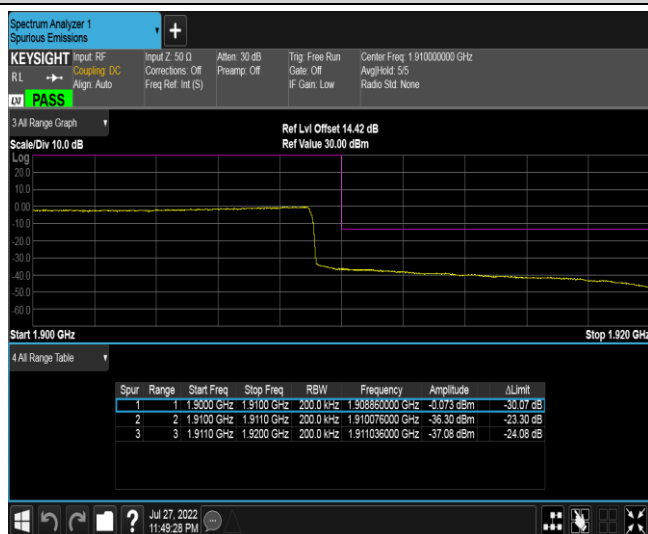 Spectrum Analyzer 1
Spurious Emissions
+
KEYSIGHT Input: RF Input Z: 50 Ω Atten: 30 dB Trig: Free Run Center Freq: 1.910000000 GHz
RL Coupling: DC Corrections: Off Preamp: Off Gate: Off Avg|Hold: 5/5
Align: Auto Freq Ref: Int (S) IF Gain: Low Radio Std: None
LXI PASS
3 All Range Graph
Ref Lvl Offset 14.42 dB
Scale/Div 10.0 dB Ref Value 30.00 dBm
Log
20.0
10.0
0.00
-10.0
-20.0
-30.0
-40.0
-50.0
-60.0
Start 1.900 GHz Stop 1.920 GHz
4 All Range Table
Spur Range Start Freq Stop Freq RBW Frequency Amplitude ΔLimit
1 1 1.9000 GHz 1.9100 GHz 200.0 kHz 1.908860000 GHz -0.073 dBm -30.07 dB
2 2 1.9100 GHz 1.9110 GHz 200.0 kHz 1.910076000 GHz -36.30 dBm -23.30 dB
3 3 1.9110 GHz 1.9200 GHz 200.0 kHz 1.911036000 GHz -37.08 dBm -24.08 dB
? Jul 27, 2022
11:49:28 PM